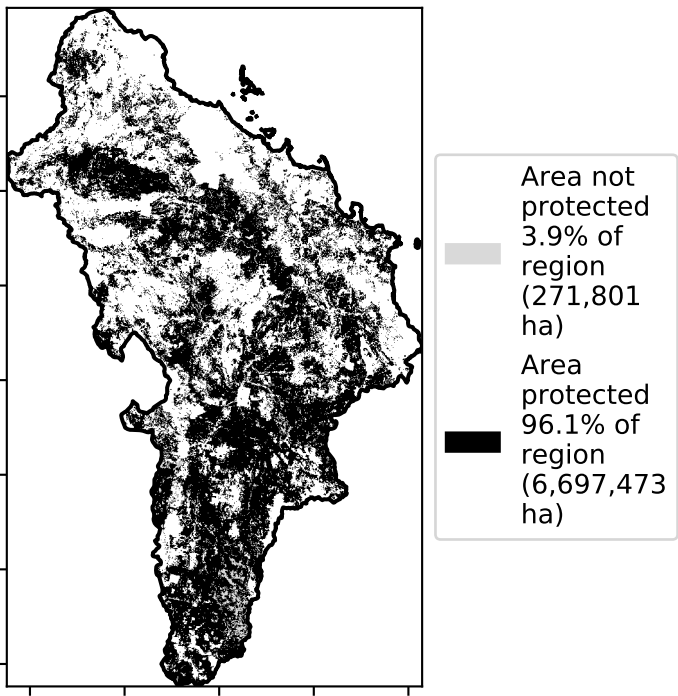 Area not
protected
3.9% of
region
(271,801
ha)
Area
protected
96.1% of
region
(6,697,473
ha)